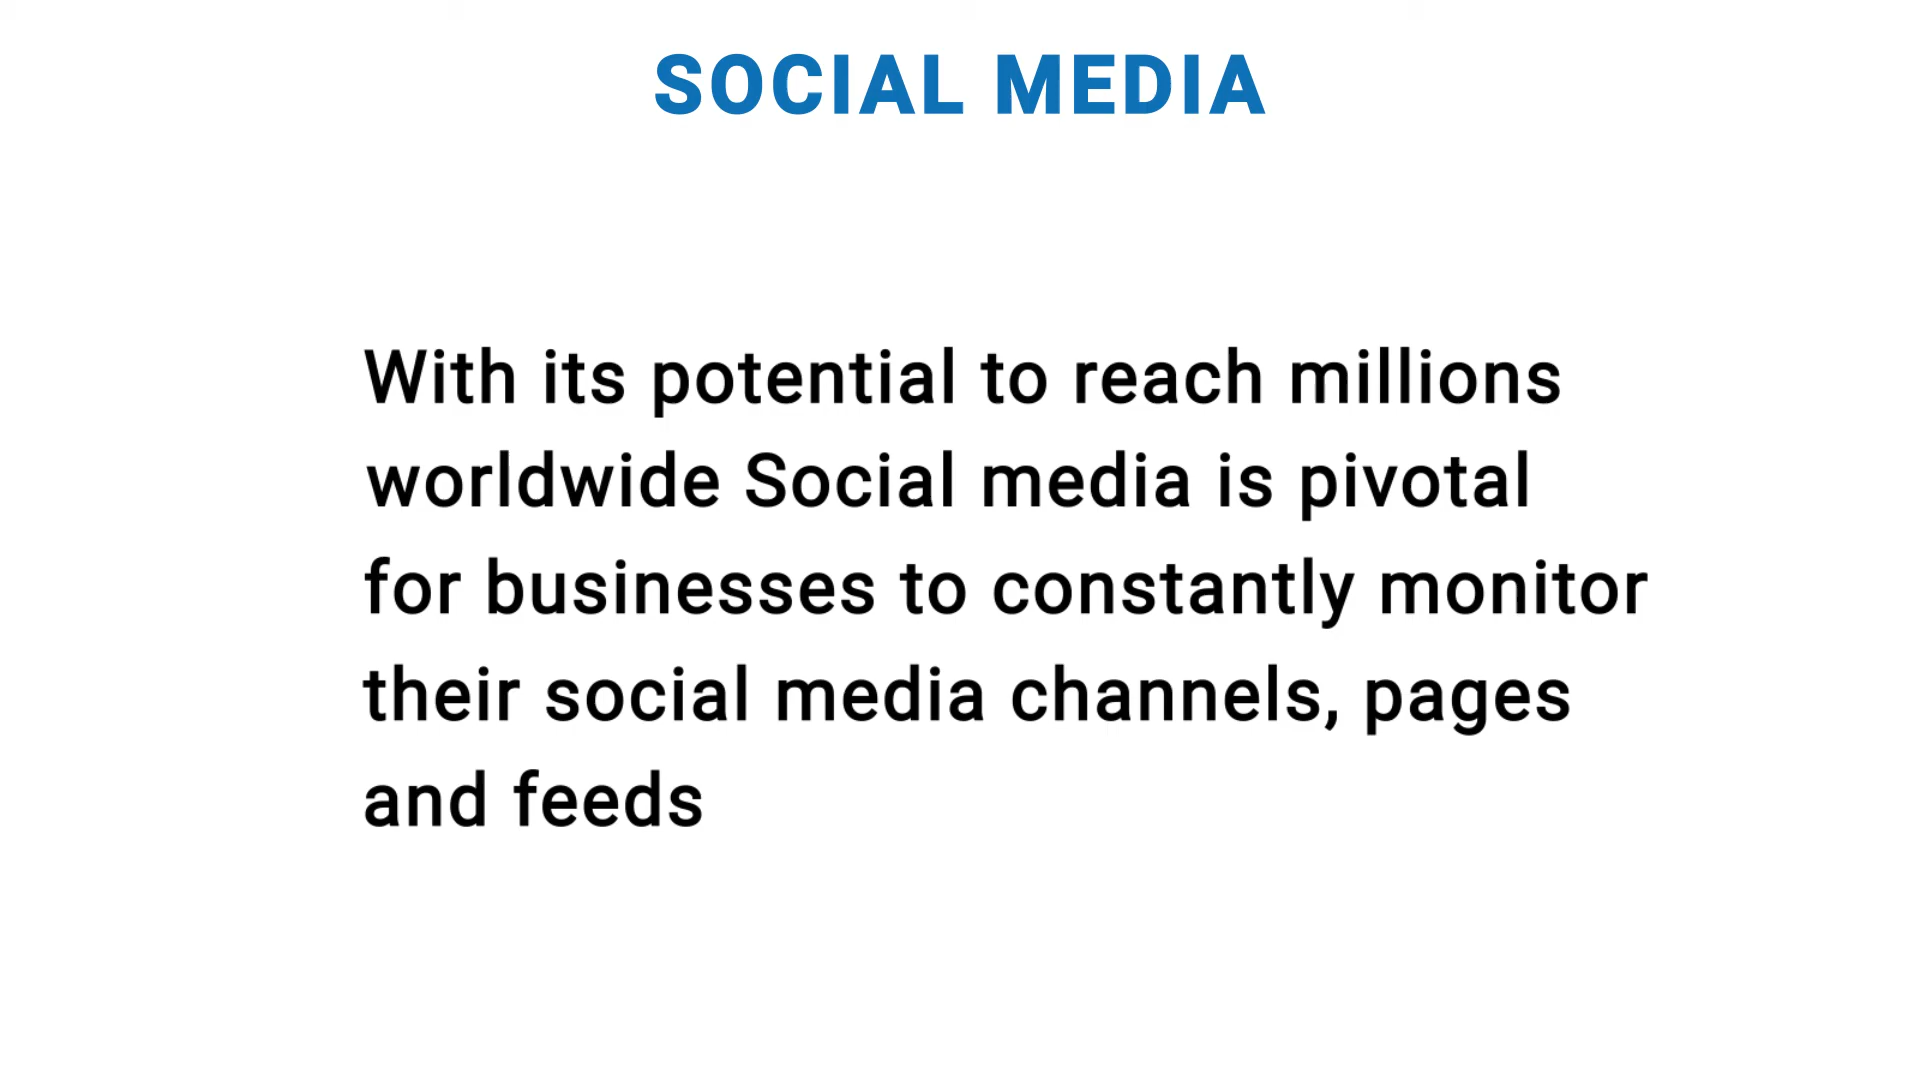 SOCIAL MEDIA
With its potential to reach millions
worldwide Social media is pivotal
for businesses to constantly monitor
their social media channels, pages
and feeds